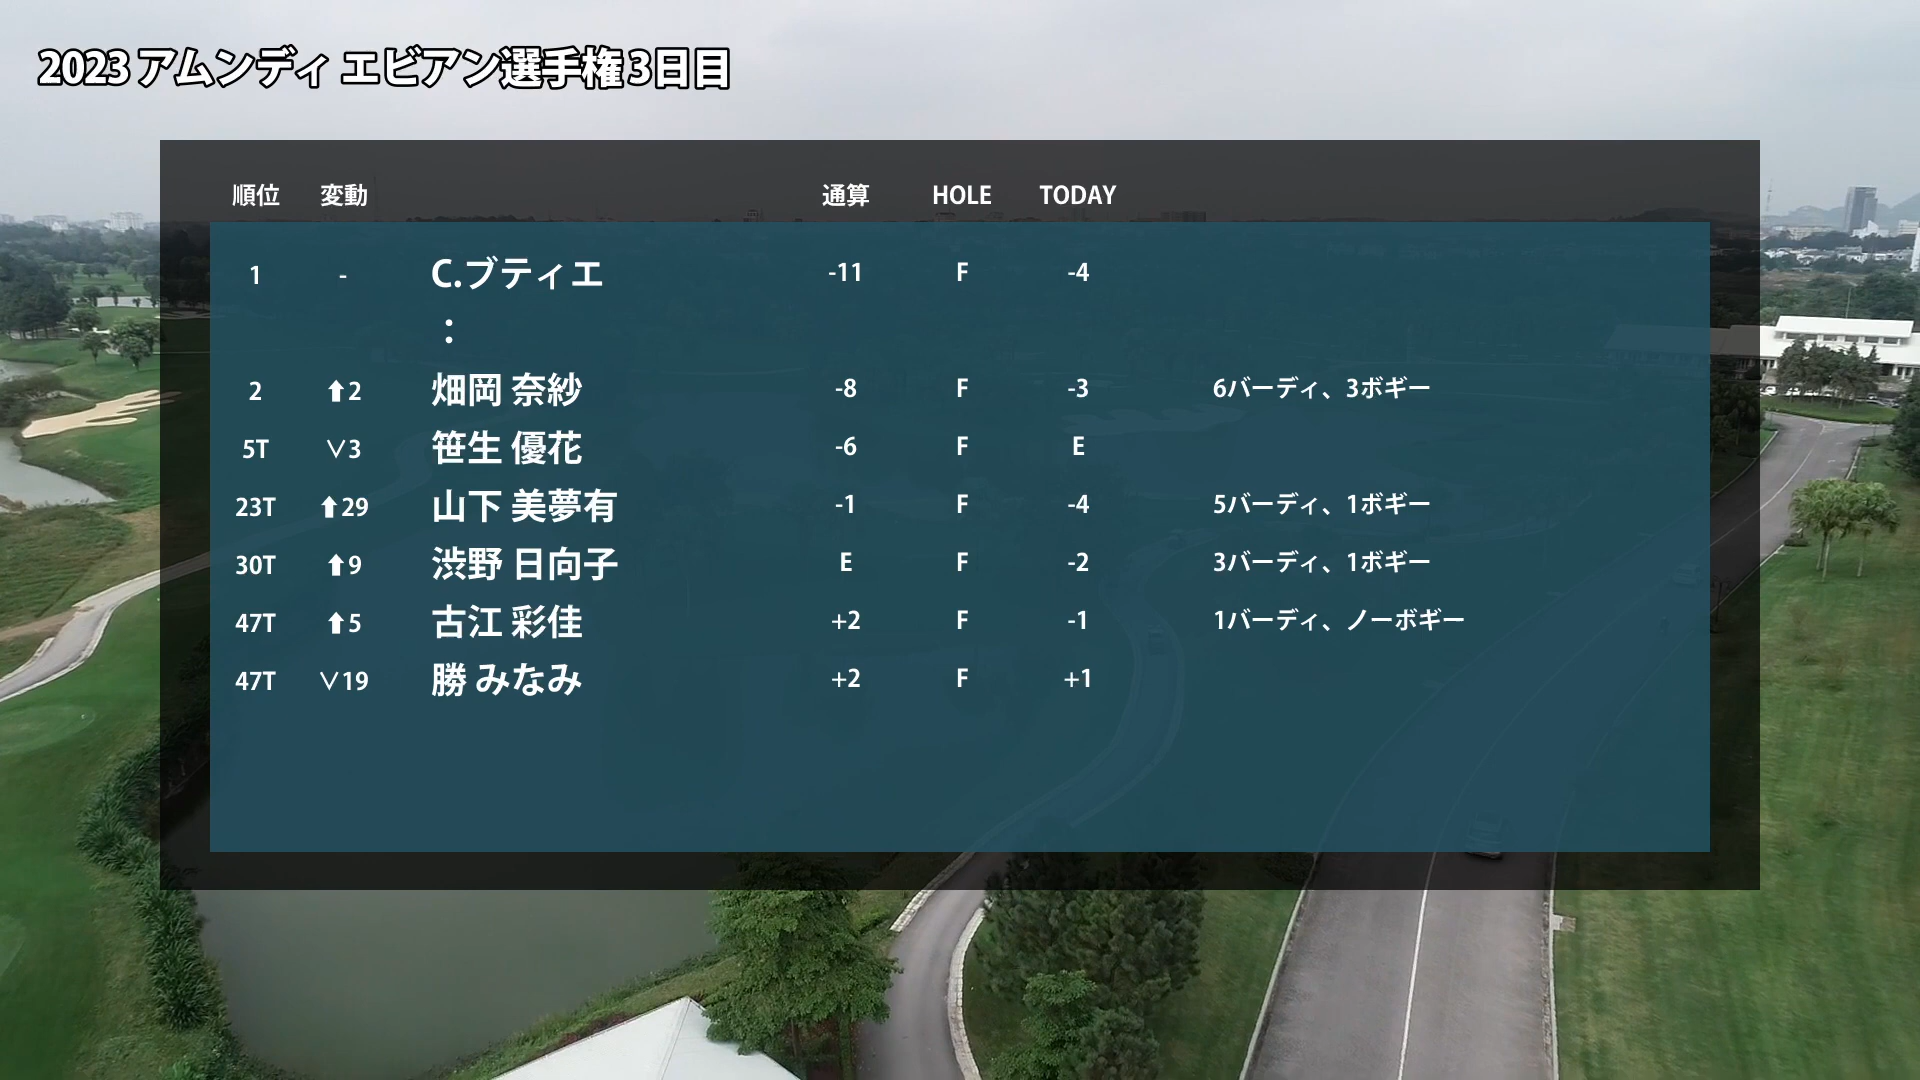 2023 アムンディ エビアン選手権 3日目
順位 変動 通算 HOLE TODAY
1 - C.ブティエ -11 F -4
：
2 ⬆2 畑岡 奈紗 -8 F -3 6バーディ、3ボギー
5T ∨3 笹生 優花 -6 F E
23T ⬆29 山下 美夢有 -1 F -4 5バーディ、1ボギー
30T ⬆9 渋野 日向子 E F -2 3バーディ、1ボギー
47T ⬆5 古江 彩佳 +2 F -1 1バーディ、ノーボギー
47T ∨19 勝 みなみ +2 F +1